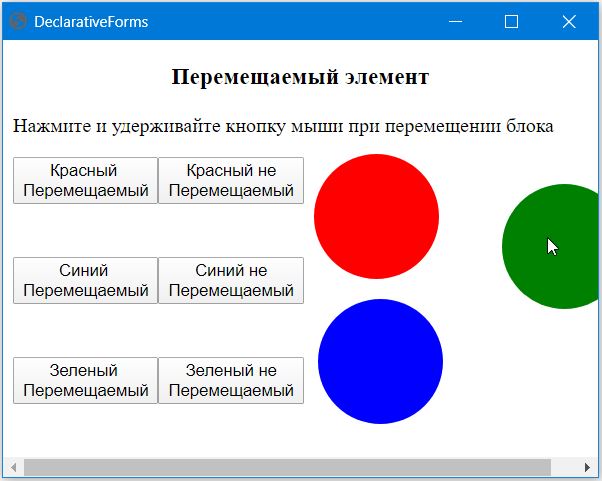 DeclarativeForms
Перемещаемый элемент
Нажмите и удерживайте кнопку мыши при перемещении блока
Красный
Перемещаемый
Красный не
Перемещаемый
Синий
Перемещаемый
Синий не
Перемещаемый
Зеленый
Перемещаемый
Зеленый не
Перемещаемый